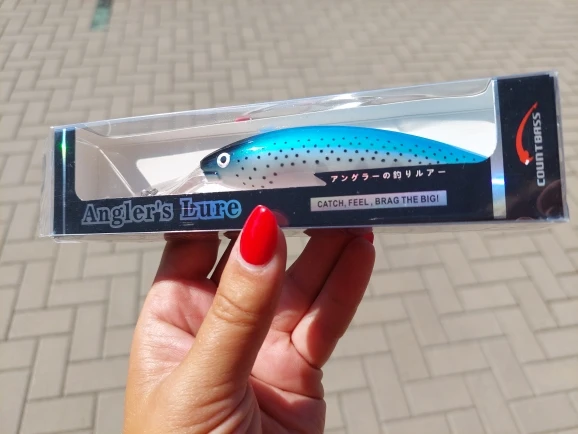 アングラーの釣りルアー
Angler's Lure
CATCH, FEEL, BRAG THE BIG!
COUNTBASS